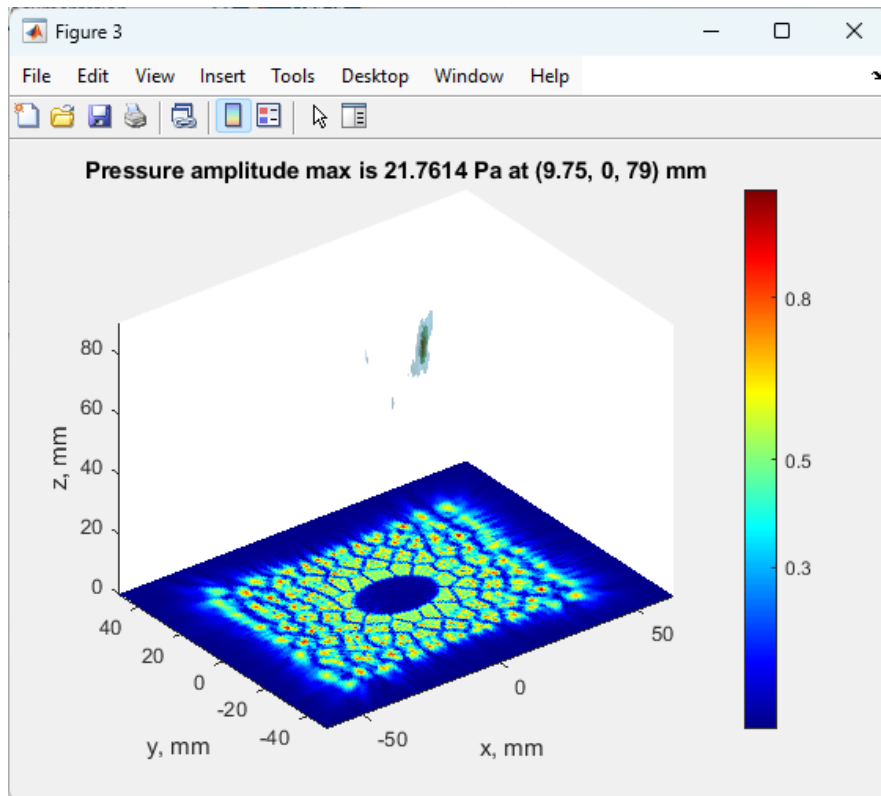 Figure 3
File Edit View Insert Tools Desktop Window Help
Pressure amplitude max is 21.7614 Pa at (9.75, 0, 79) mm
80
60
40
20
0
z, mm
40
20
0
-20
-40
y, mm
-50
0
50
x, mm
0.8
0.5
0.3